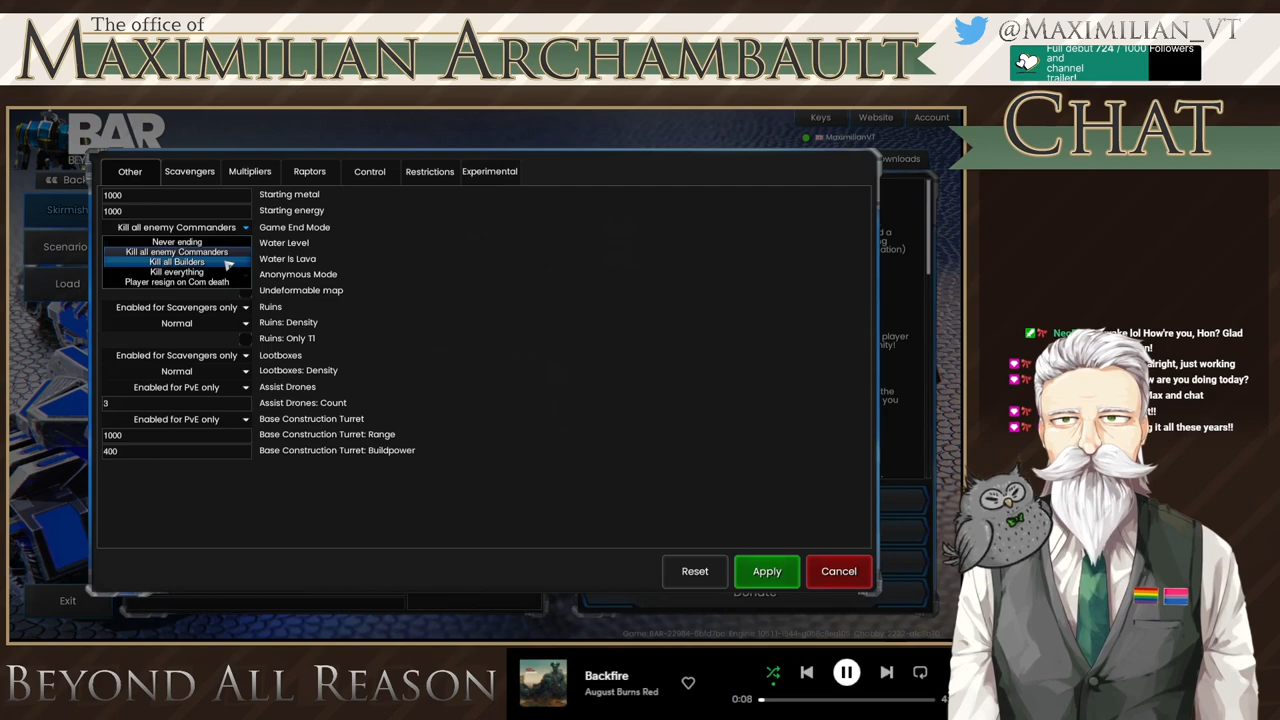 The office of
MAXIMILIAN ARCHAMBAULT
@MAXIMILIAN_VT
Full debut 724 / 1000 Followers
and
channel
trailer!
CHAT
BAR
Keys
Website
Account
MaximilianVT
Back
Other
Scavengers
Multipliers
Raptors
Control
Restrictions
Experimental
1000 Starting metal
1000 Starting energy
Kill all enemy Commanders Game End Mode
Never ending
Water Level
Kill all enemy Commanders
Kill all Builders
Water Is Lava
Kill everything
Anonymous Mode
Player resign on Com death
Undeformable map
Enabled for Scavengers only Ruins
Normal Ruins: Density
Ruins: Only T1
Enabled for Scavengers only Lootboxes
Normal Lootboxes: Density
Enabled for PvE only Assist Drones
3 Assist Drones: Count
Enabled for PvE only Base Construction Turret
1000 Base Construction Turret: Range
400 Base Construction Turret: Buildpower
Skirmish
Scenario
Load
Exit
Reset
Apply
Cancel
Donate
player
lol How're you, Hon? Glad
alright, just working
are you doing today?
Max and chat
it all these years!!
BEYOND ALL REASON
Backfire
August Burns Red
0:08